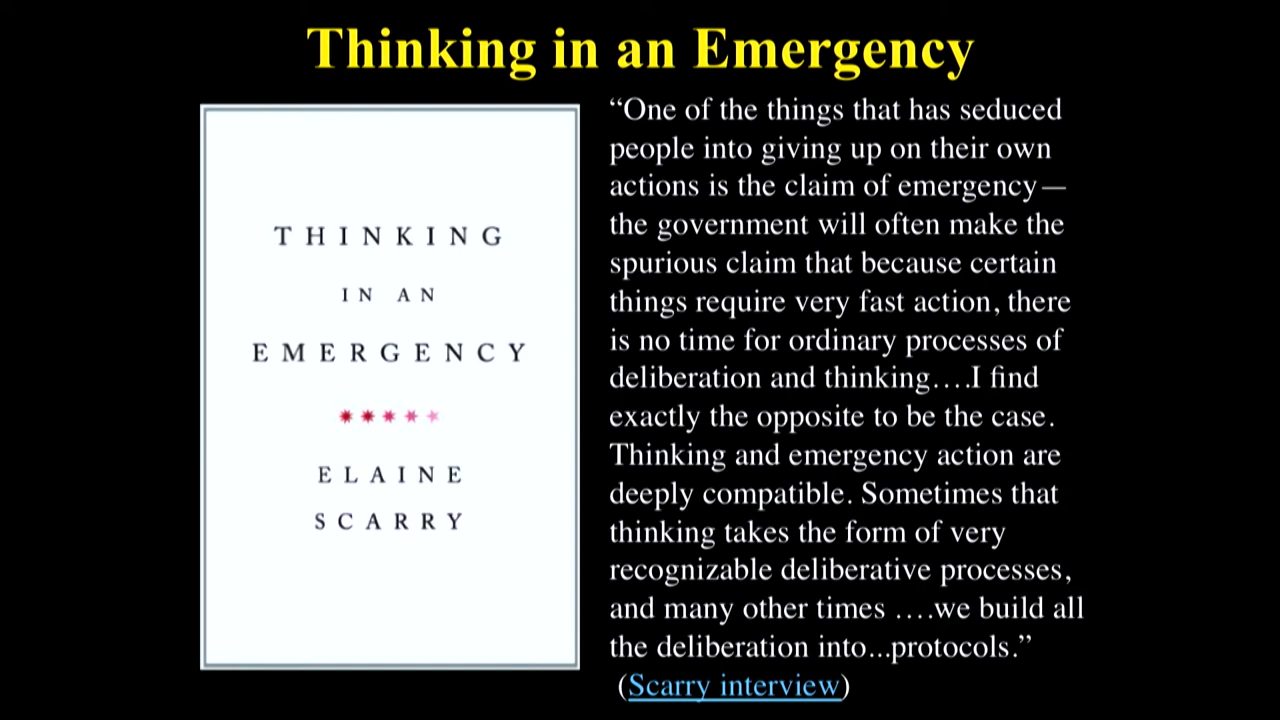 Thinking in an Emergency
THINKING
IN AN
EMERGENCY
ELAINE
SCARRY
“One of the things that has seduced
people into giving up on their own
actions is the claim of emergency—
the government will often make the
spurious claim that because certain
things require very fast action, there
is no time for ordinary processes of
deliberation and thinking….I find
exactly the opposite to be the case.
Thinking and emergency action are
deeply compatible. Sometimes that
thinking takes the form of very
recognizable deliberative processes,
and many other times ….we build all
the deliberation into...protocols.”
(Scarry interview)